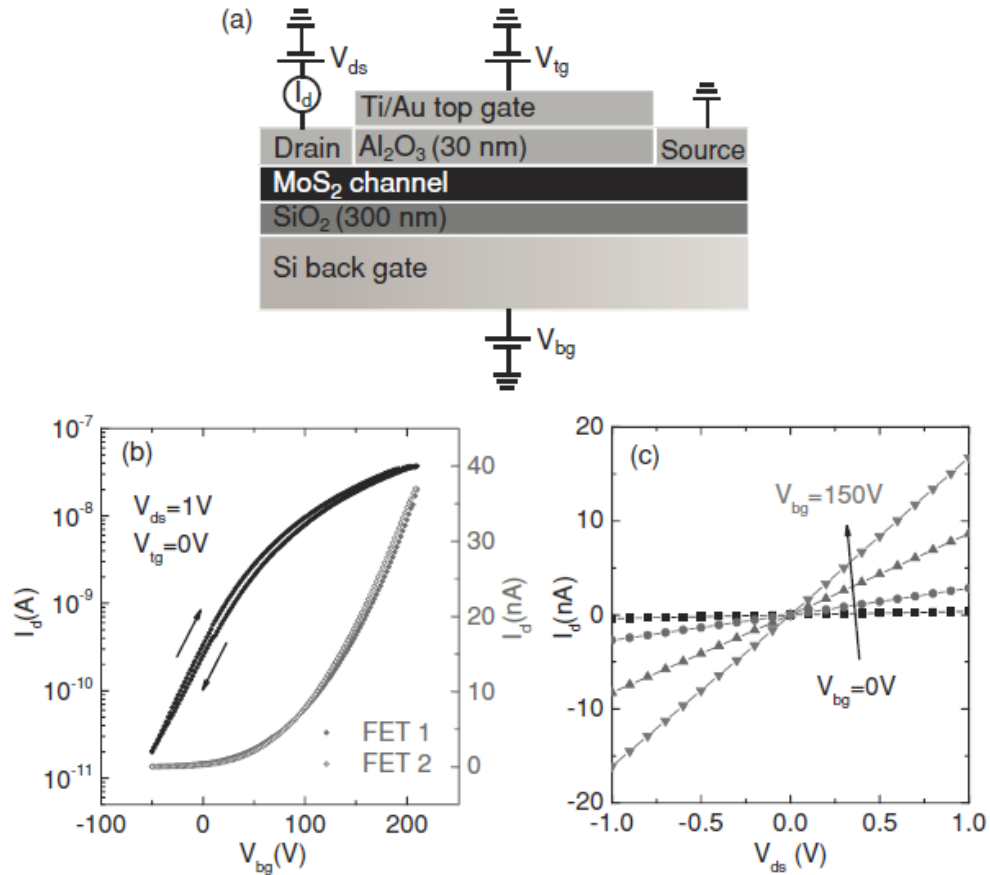 (a)
V_ds
V_tg
I_d
Ti/Au top gate
Drain
Al₂O₃ (30 nm)
Source
MoS₂ channel
SiO₂ (300 nm)
Si back gate
V_bg
(b)
10⁻⁷
10⁻⁸
10⁻⁹
10⁻¹⁰
10⁻¹¹
I_d(A)
V_ds=1V
V_tg=0V
40
30
20
10
0
I_d(nA)
FET 1
FET 2
-100
0
100
200
V_bg(V)
(c)
20
10
0
-10
-20
I_d(nA)
V_bg=150V
V_bg=0V
-1.0
-0.5
0.0
0.5
1.0
V_ds (V)